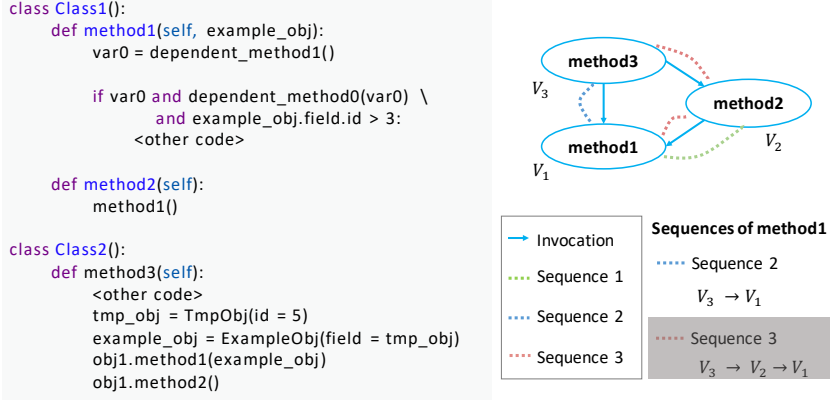 class Class1():
def method1(self, example_obj):
var0 = dependent_method1()
if var0 and dependent_method0(var0) \
and example_obj.field.id > 3:
<other code>
def method2(self):
method1()
class Class2():
def method3(self):
<other code>
tmp_obj = TmpObj(id = 5)
example_obj = ExampleObj(field = tmp_obj)
obj1.method1(example_obj)
obj1.method2()
method3
V₃
method2
V₂
method1
V₁
Invocation
Sequence 1
Sequence 2
Sequence 3
Sequences of method1
Sequence 2
V₃ → V₁
Sequence 3
V₃ → V₂ → V₁